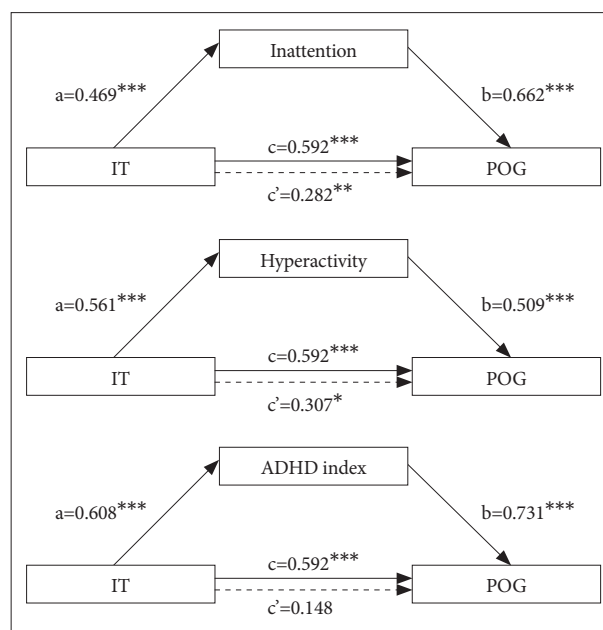 Inattention
a=0.469***
b=0.662***
c=0.592***
IT
POG
c’=0.282**
Hyperactivity
a=0.561***
b=0.509***
c=0.592***
IT
POG
c’=0.307*
ADHD index
a=0.608***
b=0.731***
c=0.592***
IT
POG
c’=0.148